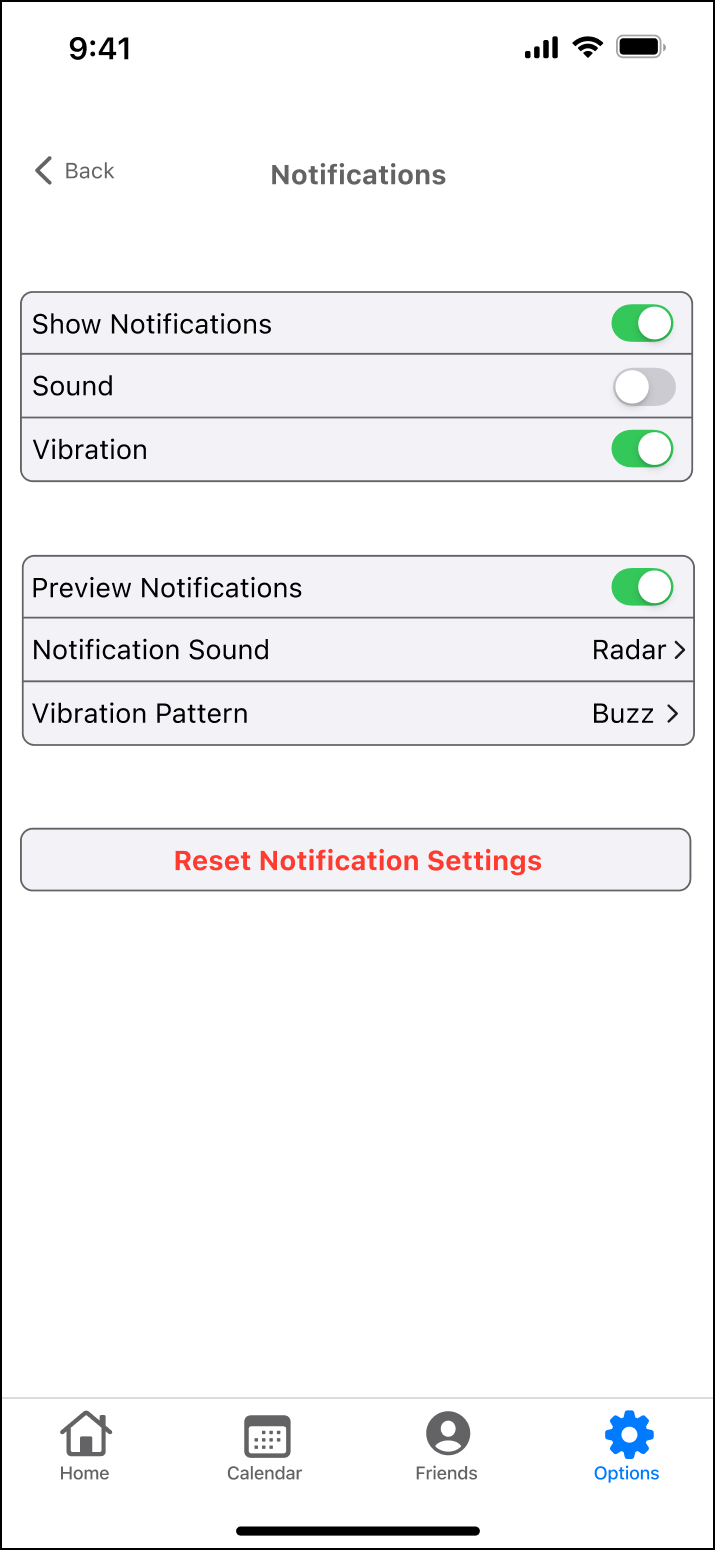 9:41
Back
Notifications
Show Notifications
Sound
Vibration
Preview Notifications
Notification Sound Radar
Vibration Pattern Buzz
Reset Notification Settings
Home Calendar Friends Options